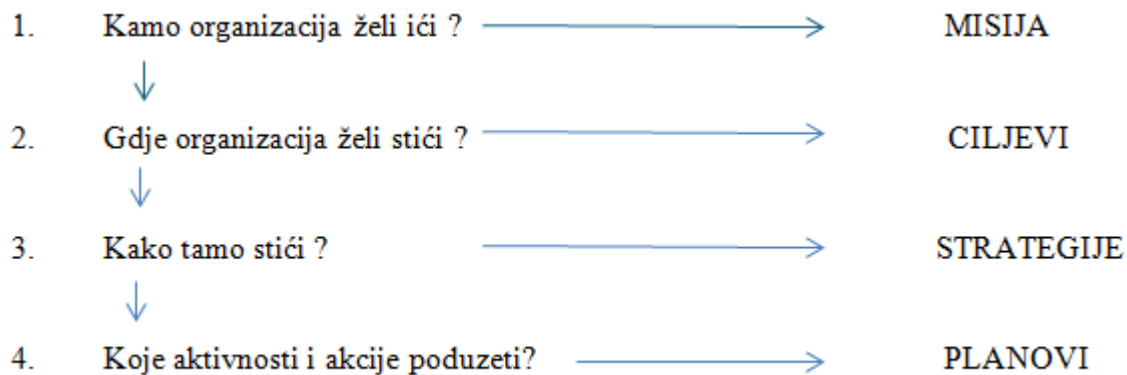 1. Kamo organizacija želi ići ? MISIJA
2. Gdje organizacija želi stići ? CILJEVI
3. Kako tamo stići ? STRATEGIJE
4. Koje aktivnosti i akcije poduzeti? PLANOVI